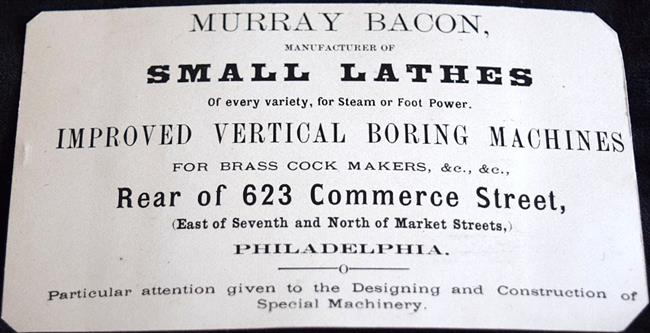 MURRAY BACON,
MANUFACTURER OF
SMALL LATHES
Of every variety, for Steam or Foot Power.
IMPROVED VERTICAL BORING MACHINES
FOR BRASS COCK MAKERS, &c., &c.,
Rear of 623 Commerce Street,
(East of Seventh and North of Market Streets,)
PHILADELPHIA.
O
Particular attention given to the Designing and Construction of
Special Machinery.